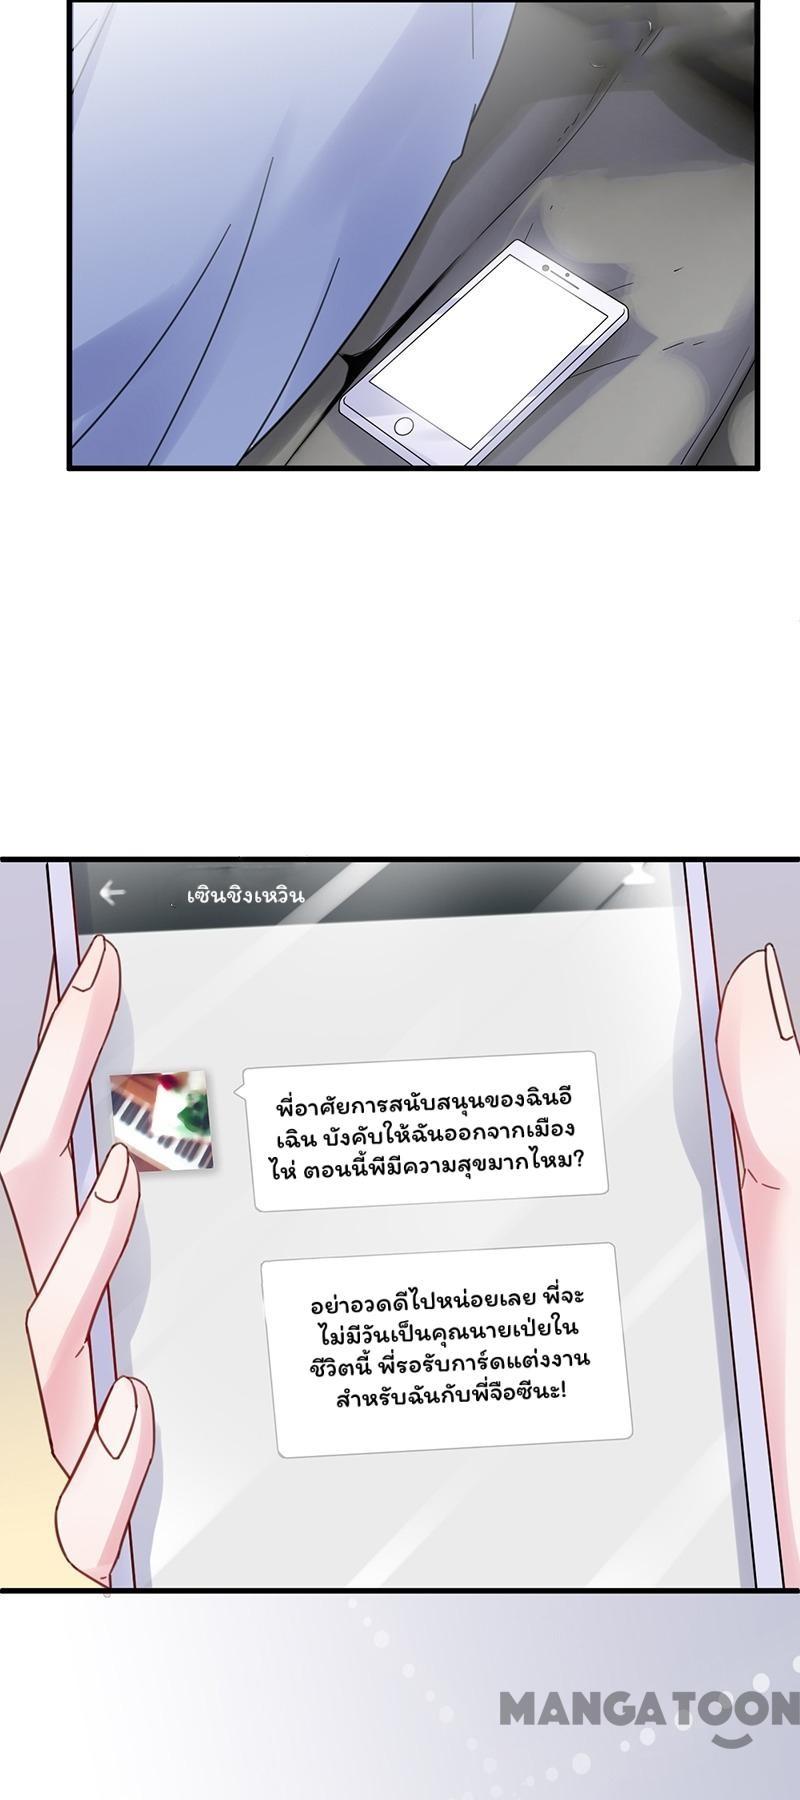 เซินชิงเหวิน
พี่อาศัยการสนับสนุนของฉินอี
เฉิน บังคับให้ฉันออกจากเมือง
ไห่ ตอนนี้พีมีความสุขมากไหม?
อย่าอวดดีไปหน่อยเลย พี่จะ
ไม่มีวันเป็นคุณนายเป่ยใน
ชีวิตนี้ พี่รอรับการ์ดแต่งงาน
สำหรับฉันกับพี่จือซีนะ!
MANGA TOON